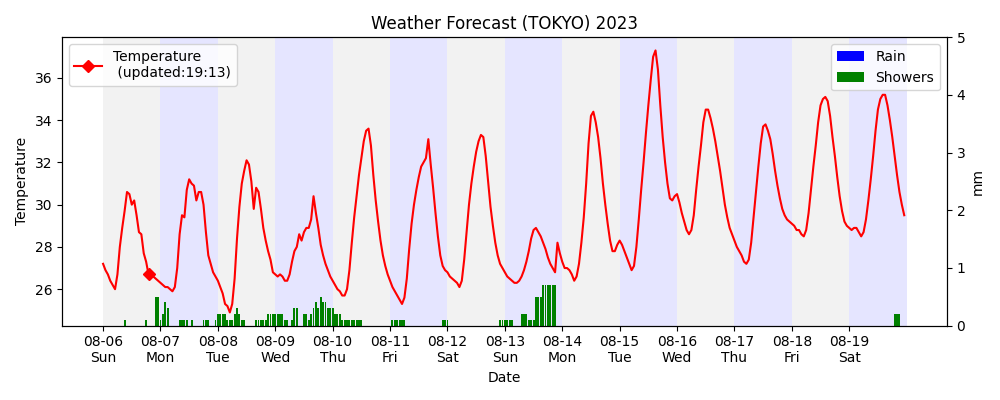 Weather Forecast (TOKYO) 2023
Temperature
(updated:19:13)
Rain
Showers
Temperature
36
34
32
30
28
26
5
4
3
2
1
0
mm
08-06 08-07 08-08 08-09 08-10 08-11 08-12 08-13 08-14 08-15 08-16 08-17 08-18 08-19
Sun Mon Tue Wed Thu Fri Sat Sun Mon Tue Wed Thu Fri Sat
Date